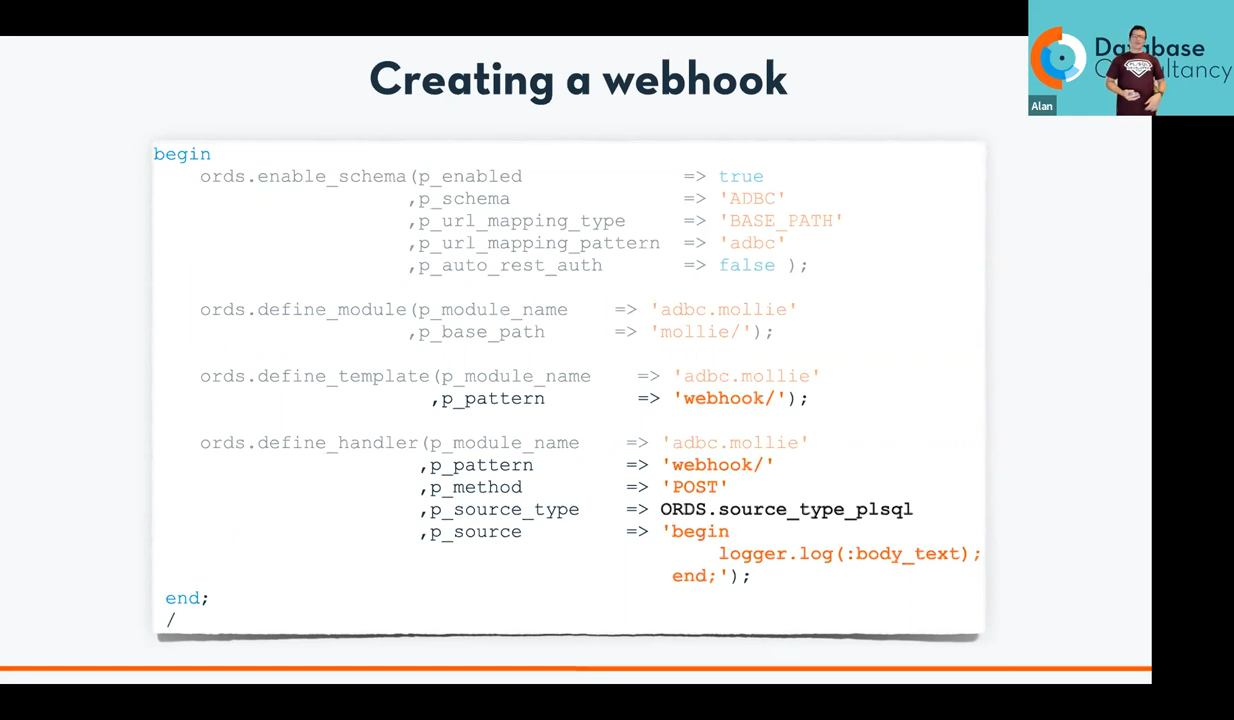 Creating a webhook
begin
ords.enable_schema(p_enabled => true
,p_schema => 'ADBC'
,p_url_mapping_type => 'BASE_PATH'
,p_url_mapping_pattern => 'adbc'
,p_auto_rest_auth => false );
ords.define_module(p_module_name => 'adbc.mollie'
,p_base_path => 'mollie/');
ords.define_template(p_module_name => 'adbc.mollie'
,p_pattern => 'webhook/');
ords.define_handler(p_module_name => 'adbc.mollie'
,p_pattern => 'webhook/'
,p_method => 'POST'
,p_source_type => ORDS.source_type_plsql
,p_source => 'begin
logger.log(:body_text);
end;');
end;
/
Alan